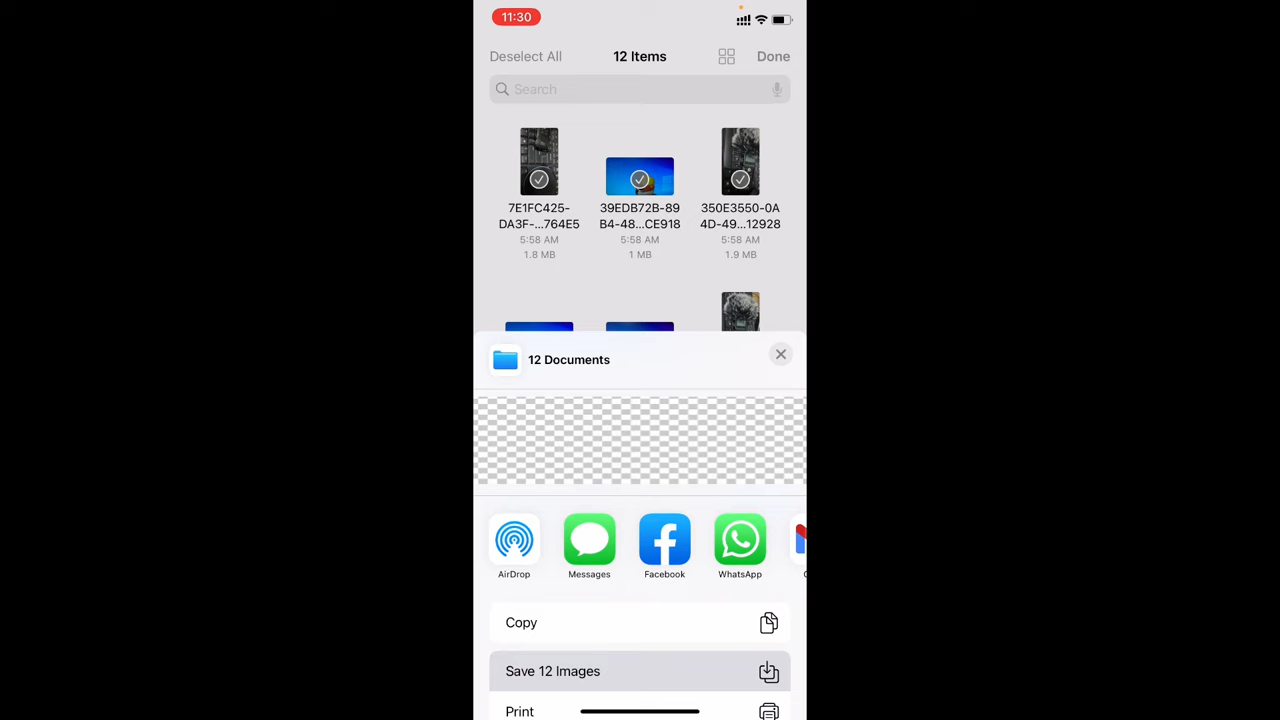 11:30
Deselect All 12 Items Done
Search
7E1FC425-
DA3F-...764E5
5:58 AM
1.8 MB
39EDB72B-89
B4-48...CE918
5:58 AM
1 MB
350E3550-0A
4D-49...12928
5:58 AM
1.9 MB
12 Documents
AirDrop Messages Facebook WhatsApp
Copy
Save 12 Images
Print